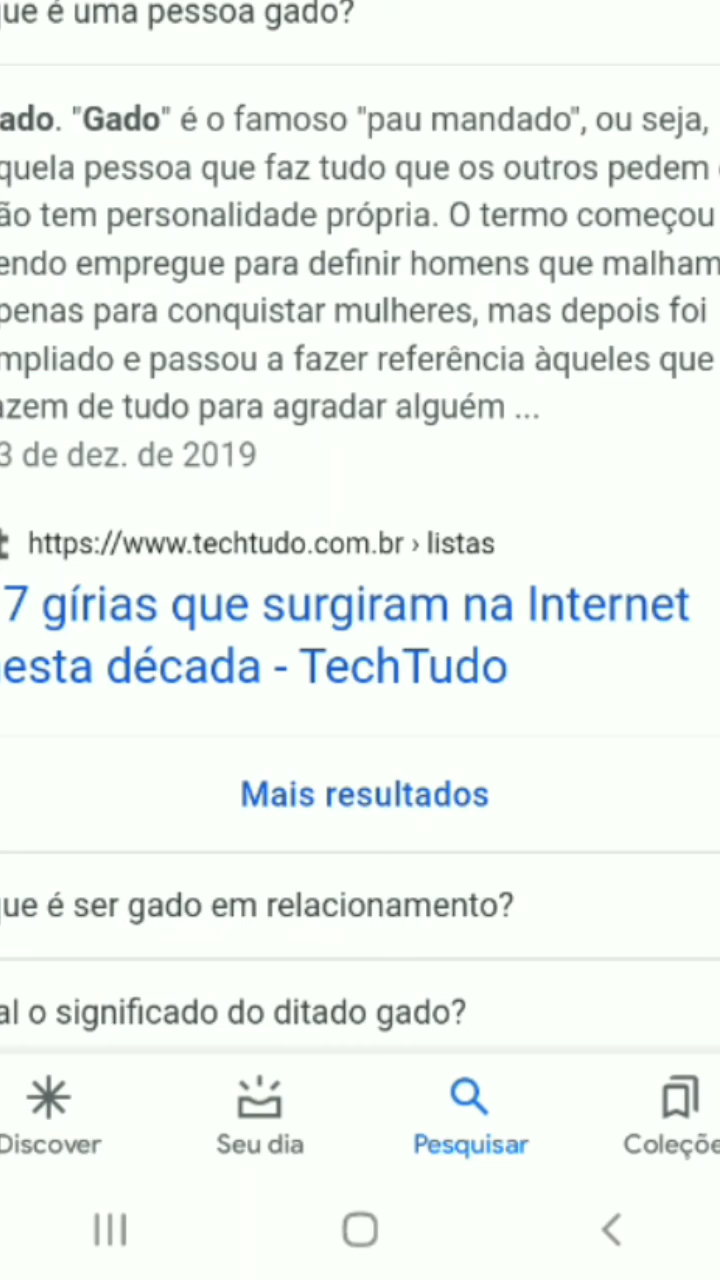 ue é uma pessoa gado?
ado. "Gado" é o famoso "pau mandado", ou seja,
quela pessoa que faz tudo que os outros pedem
ão tem personalidade própria. O termo começou
endo empregue para definir homens que malham
penas para conquistar mulheres, mas depois foi
mpliado e passou a fazer referência àqueles que
azem de tudo para agradar alguém ...
3 de dez. de 2019
t https://www.techtudo.com.br › listas
7 gírias que surgiram na Internet
nesta década - TechTudo
Mais resultados
que é ser gado em relacionamento?
al o significado do ditado gado?
Discover Seu dia Pesquisar Coleçõe